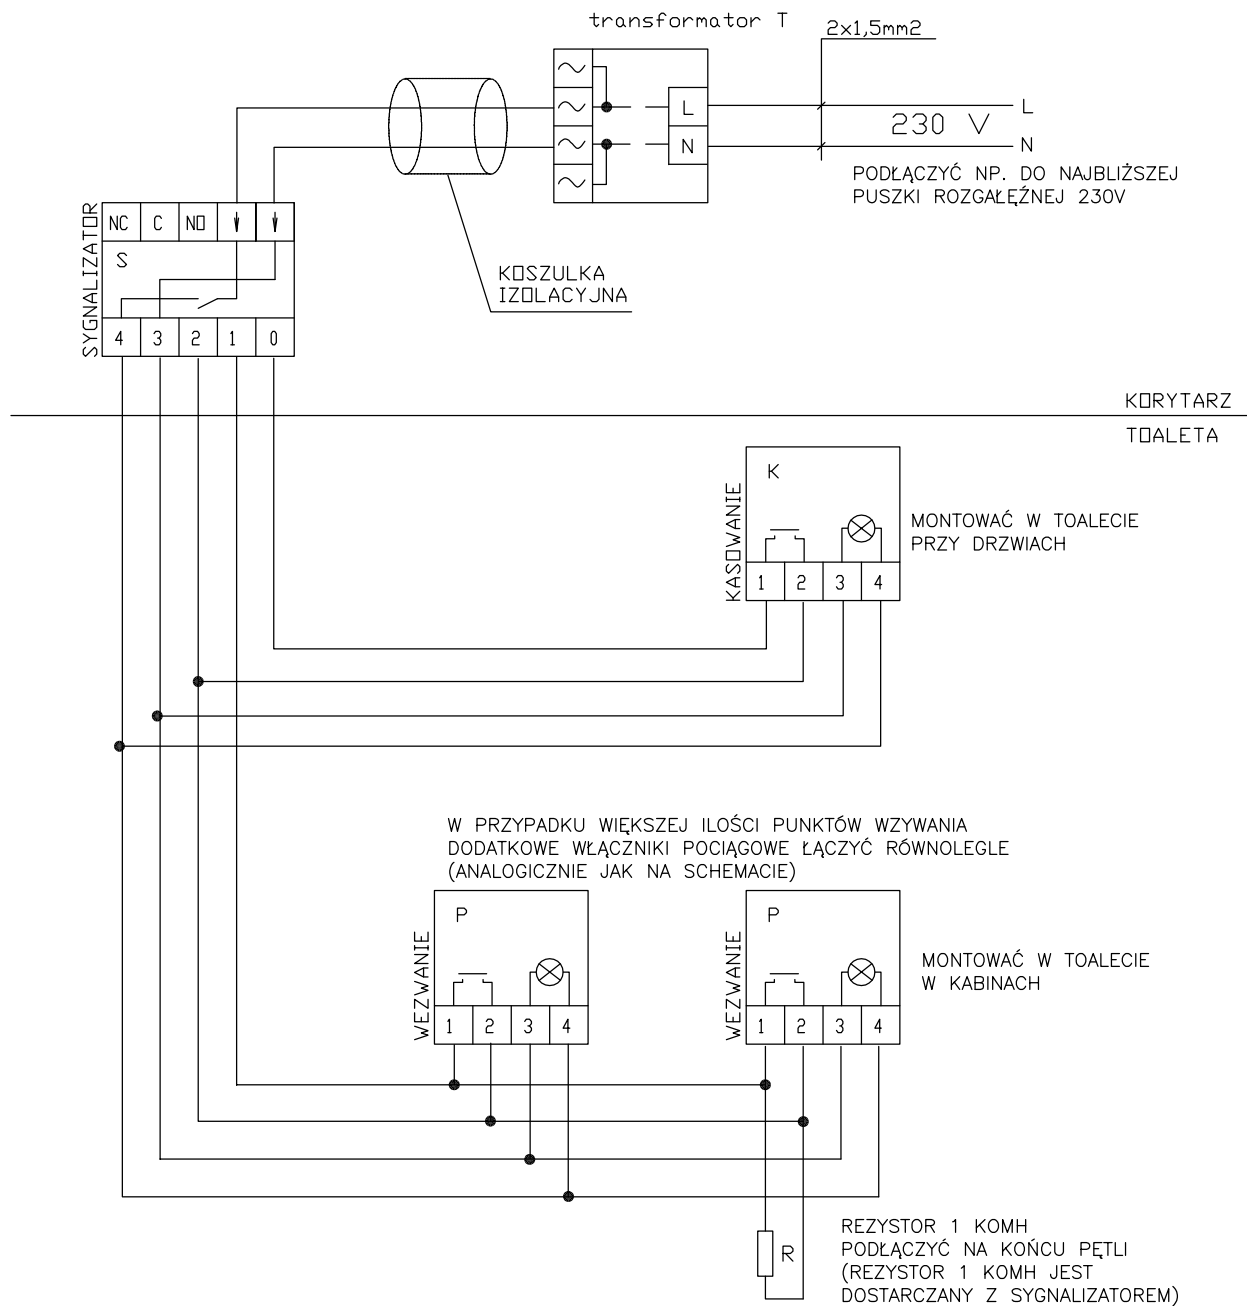 transformator T
2x1,5mm2
L
L
230 V
N
N
PODŁĄCZYĆ NP. DO NAJBLIŻSZEJ
PUSZKI ROZGAŁĘŹNEJ 230V
SYGNALIZATOR
NC C NO
S
4 3 2 1 0
KOSZULKA
IZOLACYJNA
KORYTARZ
TOALETA
KASOWANIE
K
1 2 3 4
MONTOWAĆ W TOALECIE
PRZY DRZWIACH
W PRZYPADKU WIĘKSZEJ ILOŚCI PUNKTÓW WZYWANIA
DODATKOWE WŁĄCZNIKI POCIĄGOWE ŁĄCZYĆ RÓWNOLEGLE
(ANALOGICZNIE JAK NA SCHEMACIE)
WEZWANIE
P
1 2 3 4
WEZWANIE
P
1 2 3 4
MONTOWAĆ W TOALECIE
W KABINACH
R
REZYSTOR 1 KOMH
PODŁĄCZYĆ NA KOŃCU PĘTLI
(REZYSTOR 1 KOMH JEST
DOSTARCZANY Z SYGNALIZATOREM)